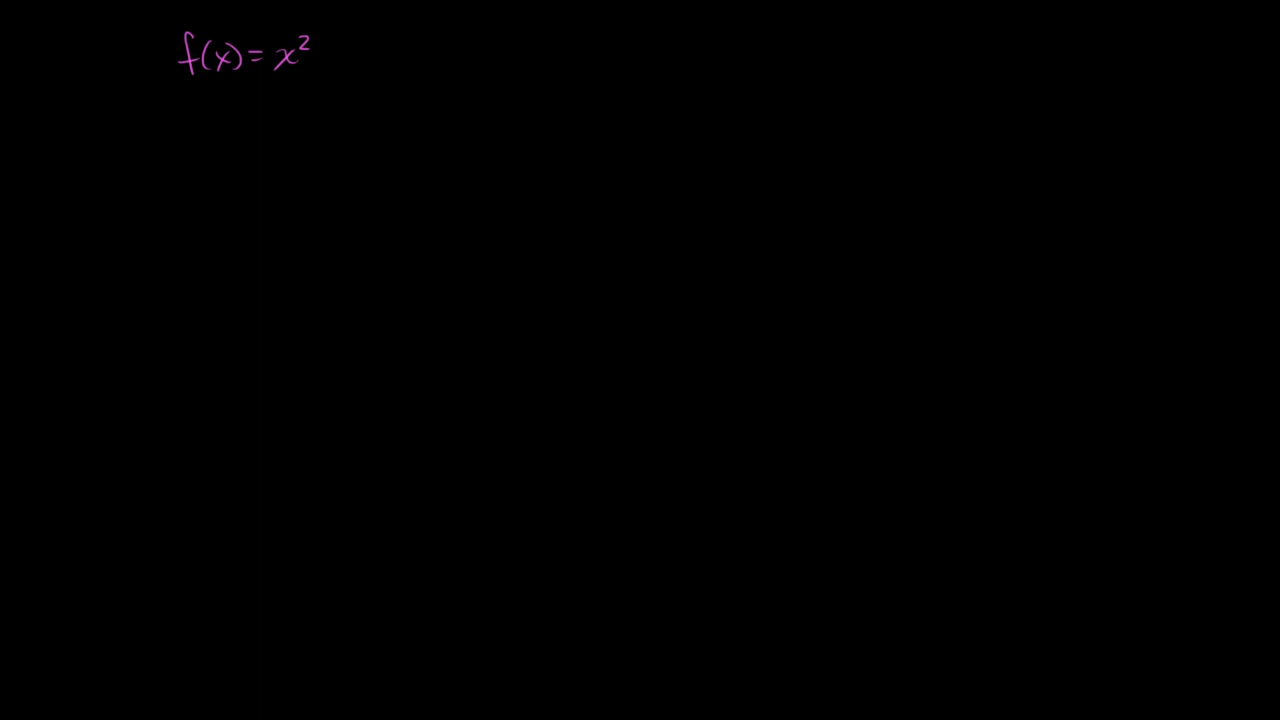 f(x) = x²